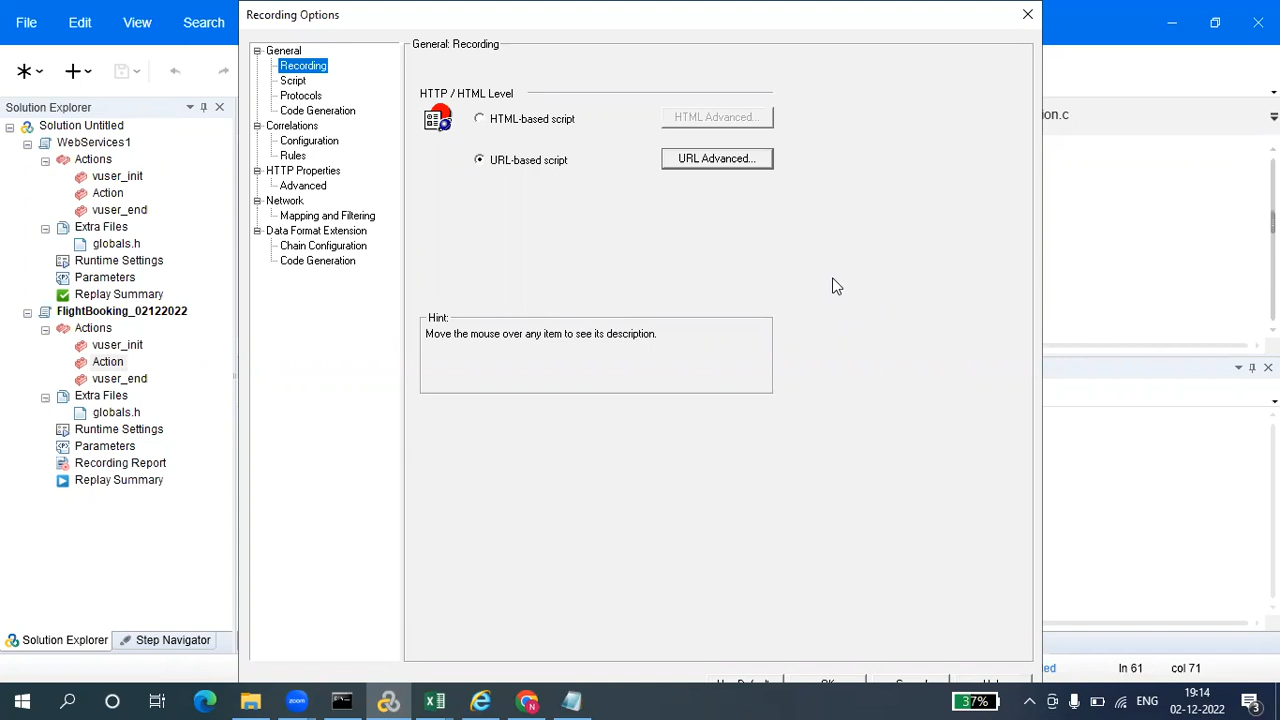 File Edit View Search
Recording Options
Solution Explorer
Solution Untitled
WebServices1
Actions
vuser_init
Action
vuser_end
Extra Files
globals.h
Runtime Settings
Parameters
Replay Summary
FlightBooking_02122022
Actions
vuser_init
Action
vuser_end
Extra Files
globals.h
Runtime Settings
Parameters
Recording Report
Replay Summary
Solution Explorer Step Navigator
General
Recording
Script
Protocols
Code Generation
Correlations
Configuration
Rules
HTTP Properties
Advanced
Network
Mapping and Filtering
Data Format Extension
Chain Configuration
Code Generation
General: Recording
HTTP / HTML Level
HTML-based script HTML Advanced...
URL-based script URL Advanced...
Hint:
Move the mouse over any item to see its description.
ion.c
ed ln 61 col 71
zoom
N
37%
ENG
19:14
02-12-2022
3